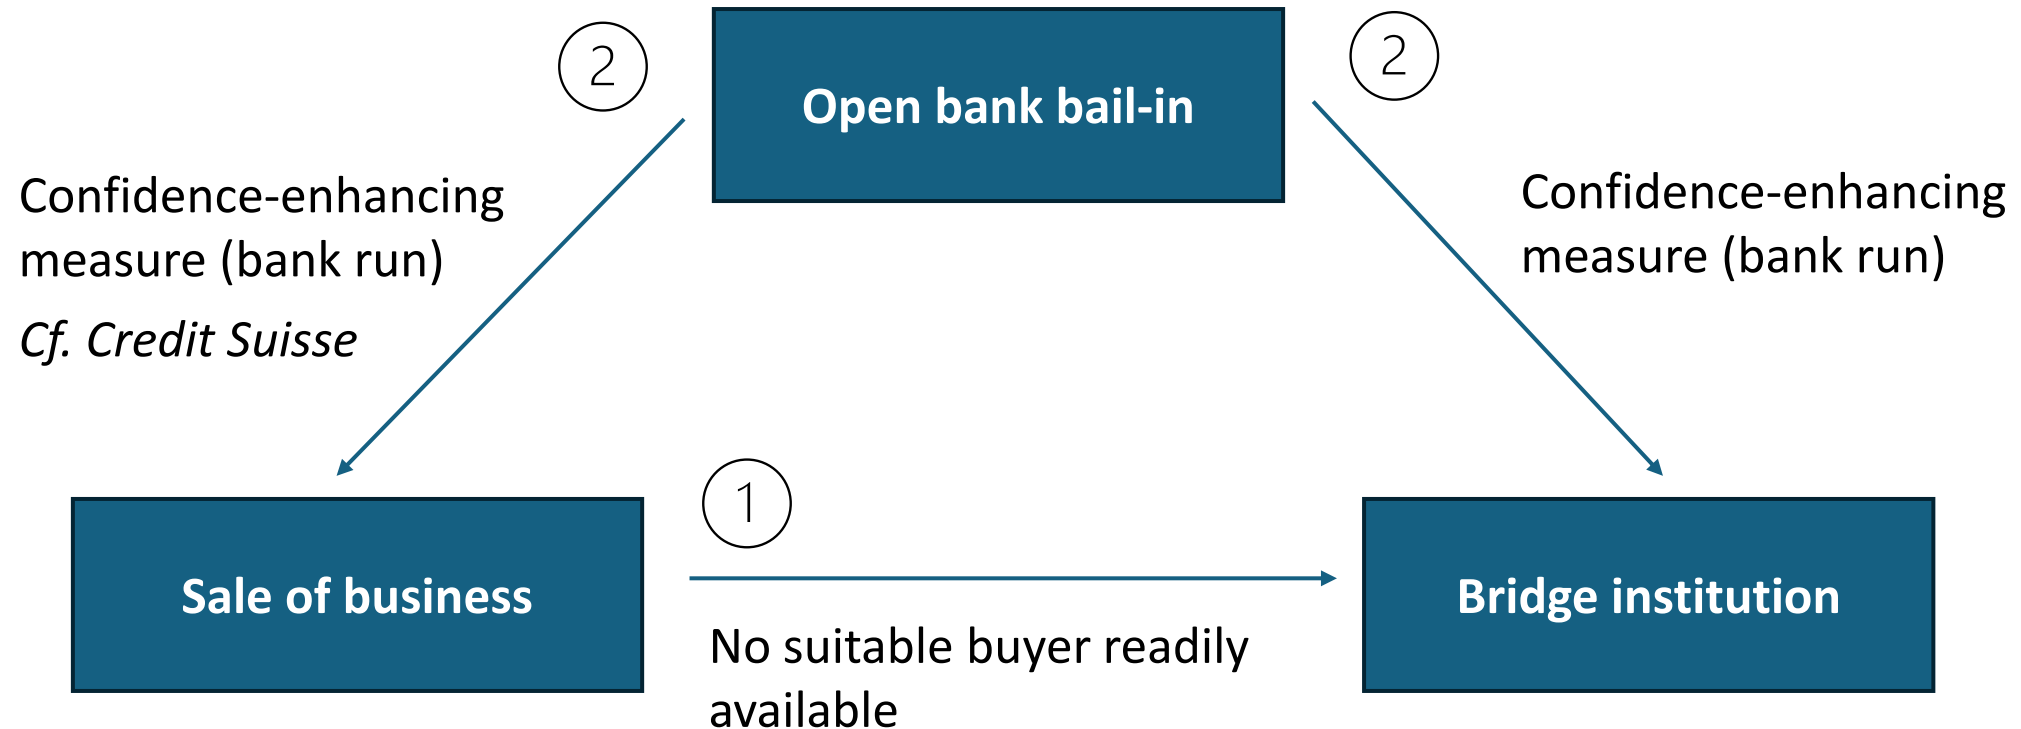 2
2
Open bank bail-in
Confidence-enhancing
measure (bank run)
Cf. Credit Suisse
Confidence-enhancing
measure (bank run)
1
Sale of business
Bridge institution
No suitable buyer readily
available